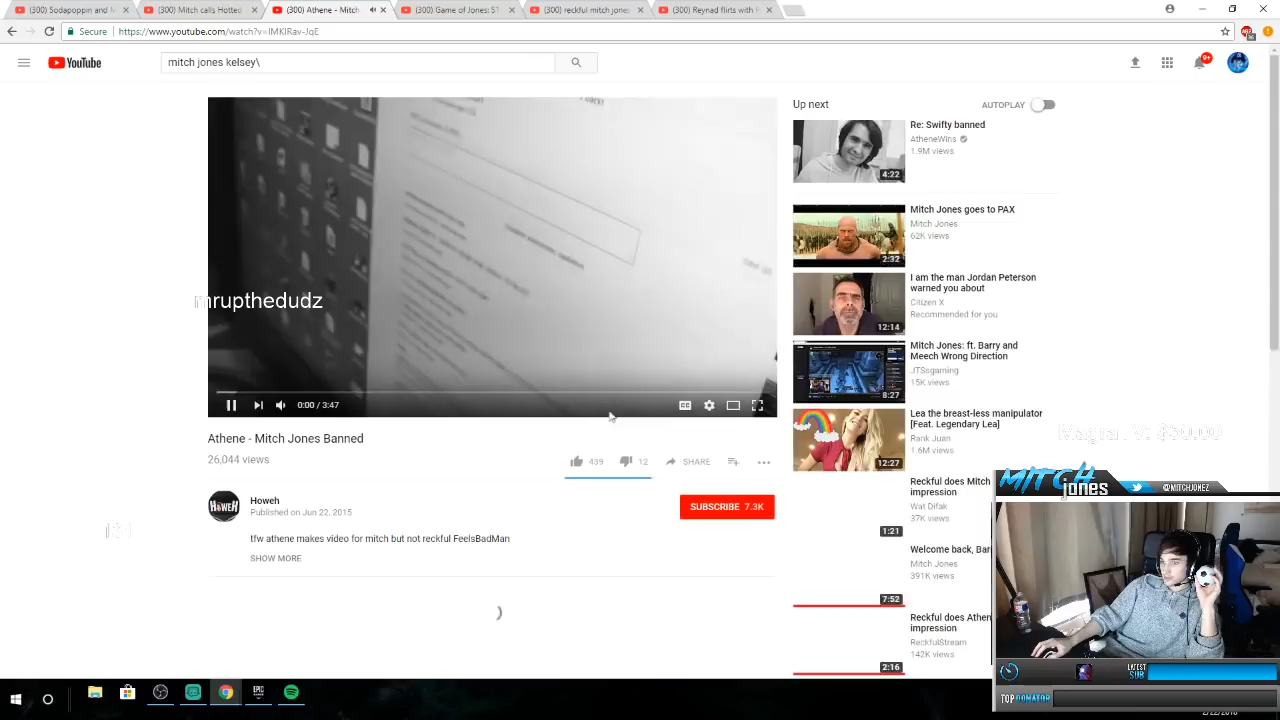 (300) Sodapoppin and M
(300) Mitch calls Hotted
(300) Athene - Mitch
(300) Game of Jones: ST
(300) reckful mitch jones
(300) Reynad flirts with
Secure
https://www.youtube.com/watch?v=IMKIRav-JqE
YouTube
mitch jones kelsey\
9+
mrupthedudz
0:00 / 3:47
Athene - Mitch Jones Banned
26,044 views
439
12
SHARE
HOWEH
Howeh
Published on Jun 22, 2015
SUBSCRIBE 7.3K
tfw athene makes video for mitch but not reckful FeelsBadMan
SHOW MORE
Up next
AUTOPLAY
4:22
Re: Swifty banned
AtheneWins
1.9M views
2:32
Mitch Jones goes to PAX
Mitch Jones
62K views
12:14
I am the man Jordan Peterson
warned you about
Citizen X
Recommended for you
8:27
Mitch Jones: ft. Barry and
Meech Wrong Direction
JTSsgaming
15K views
12:27
Lea the breast-less manipulator
[Feat. Legendary Lea]
Rank Juan
1.6M views
1:21
Reckful does Mitch
impression
Wat Difak
37K views
7:52
Welcome back, Bar
Mitch Jones
391K views
2:16
Reckful does Athen
impression
ReckfulStream
142K views
MITCH
jones
@MITCHJONEZ
LATEST
SUB
TOP DONATOR
EPIC
GAMES